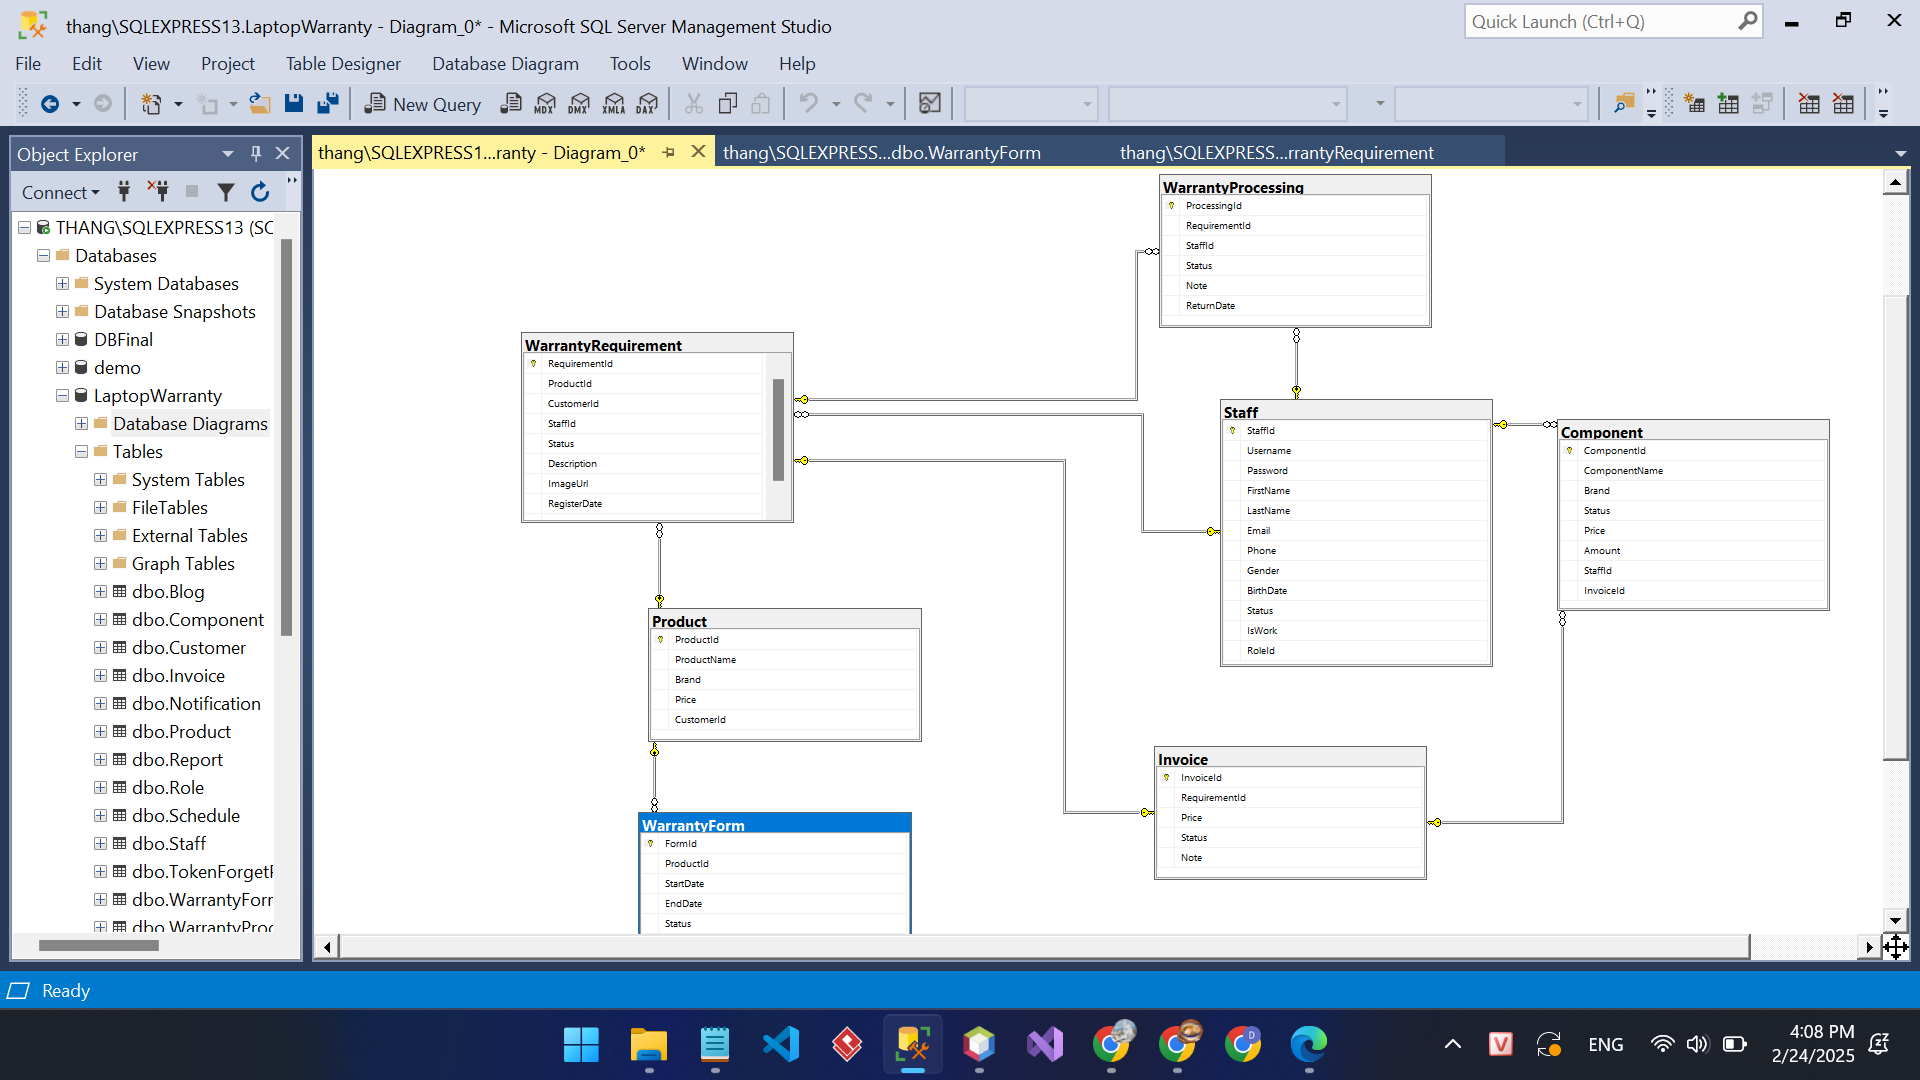 thang\SQLEXPRESS13.LaptopWarranty - Diagram_0* - Microsoft SQL Server Management Studio
Quick Launch (Ctrl+Q)
File Edit View Project Table Designer Database Diagram Tools Window Help
New Query MDX DMX XMLA DAX
Object Explorer
thang\SQLEXPRESS1...ranty - Diagram_0* thang\SQLEXPRESS...dbo.WarrantyForm thang\SQLEXPRESS...rrantyRequirement
Connect
THANG\SQLEXPRESS13 (SC
Databases
System Databases
Database Snapshots
DBFinal
demo
LaptopWarranty
Database Diagrams
Tables
System Tables
FileTables
External Tables
Graph Tables
dbo.Blog
dbo.Component
dbo.Customer
dbo.Invoice
dbo.Notification
dbo.Product
dbo.Report
dbo.Role
dbo.Schedule
dbo.Staff
dbo.TokenForgetP
dbo.WarrantyForr
dbo.WarrantyProc
WarrantyProcessing
ProcessingId
RequirementId
StaffId
Status
Note
ReturnDate
WarrantyRequirement
RequirementId
ProductId
CustomerId
StaffId
Status
Description
ImageUrl
RegisterDate
Staff
StaffId
Username
Password
FirstName
LastName
Email
Phone
Gender
BirthDate
Status
IsWork
RoleId
Component
ComponentId
ComponentName
Brand
Status
Price
Amount
StaffId
InvoiceId
Product
ProductId
ProductName
Brand
Price
CustomerId
Invoice
InvoiceId
RequirementId
Price
Status
Note
WarrantyForm
FormId
ProductId
StartDate
EndDate
Status
Ready
D
V
ENG
4:08 PM
2/24/2025